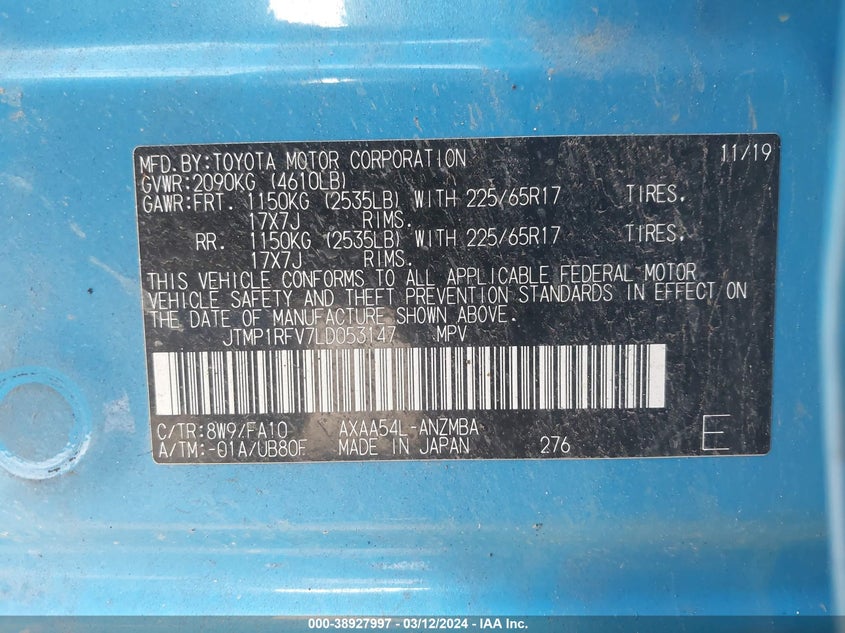 MFD.BY:TOYOTA MOTOR CORPORATION 11/19
GVWR:2090KG (4610LB)
GAWR:FRT. 1150KG (2535LB) WITH 225/65R17 TIRES.
17X7J RIMS.
RR. 1150KG (2535LB) WITH 225/65R17 TIRES.
17X7J RIMS.
THIS VEHICLE CONFORMS TO ALL APPLICABLE FEDERAL MOTOR
VEHICLE SAFETY AND THEFT PREVENTION STANDARDS IN EFFECT ON
THE DATE OF MANUFACTURE SHOWN ABOVE.
JTMP1RFV7LD053147 MPV
C/TR:8W9/FA10 AXAA54L-ANZMBA
A/TM:-01A/UB80F MADE IN JAPAN 276 E
000-38927997 - 03/12/2024 - IAA Inc.